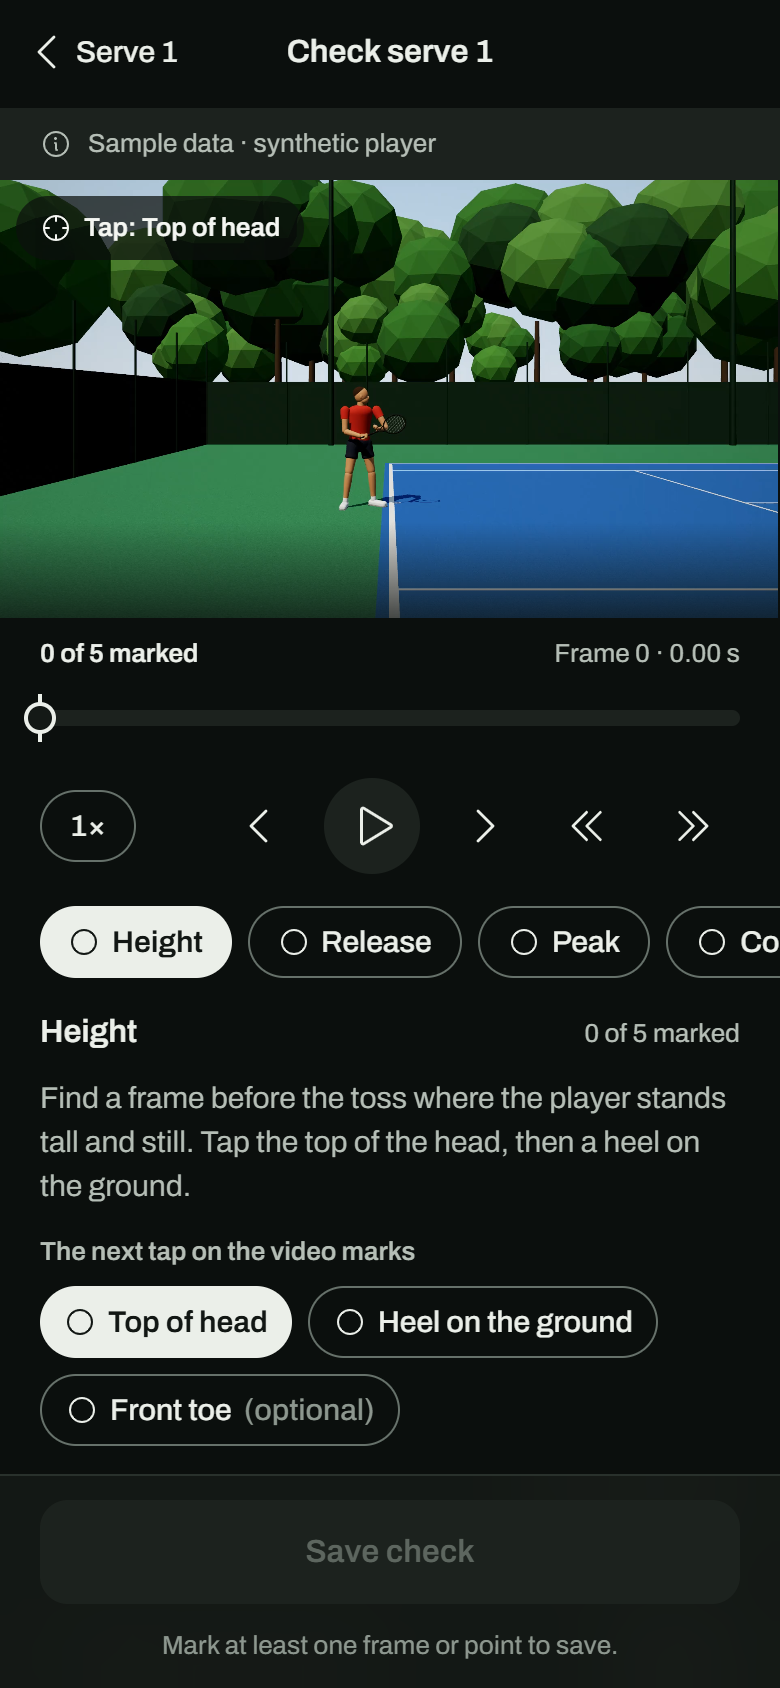 Serve 1
Check serve 1
Sample data · synthetic player
Tap: Top of head
0 of 5 marked
Frame 0 · 0.00 s
1×
Height
Release
Peak
Co
Height
0 of 5 marked
Find a frame before the toss where the player stands
tall and still. Tap the top of the head, then a heel on
the ground.
The next tap on the video marks
Top of head
Heel on the ground
Front toe (optional)
Save check
Mark at least one frame or point to save.